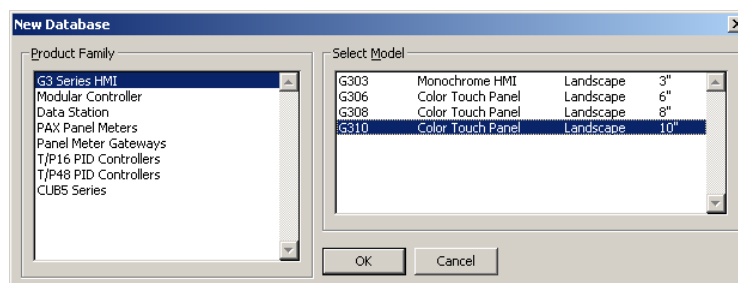 New Database
Product Family
G3 Series HMI
Modular Controller
Data Station
PAX Panel Meters
Panel Meter Gateways
T/P16 PID Controllers
T/P48 PID Controllers
CUB5 Series
Select Model
G303 Monochrome HMI Landscape 3"
G306 Color Touch Panel Landscape 6"
G308 Color Touch Panel Landscape 8"
G310 Color Touch Panel Landscape 10"
OK Cancel